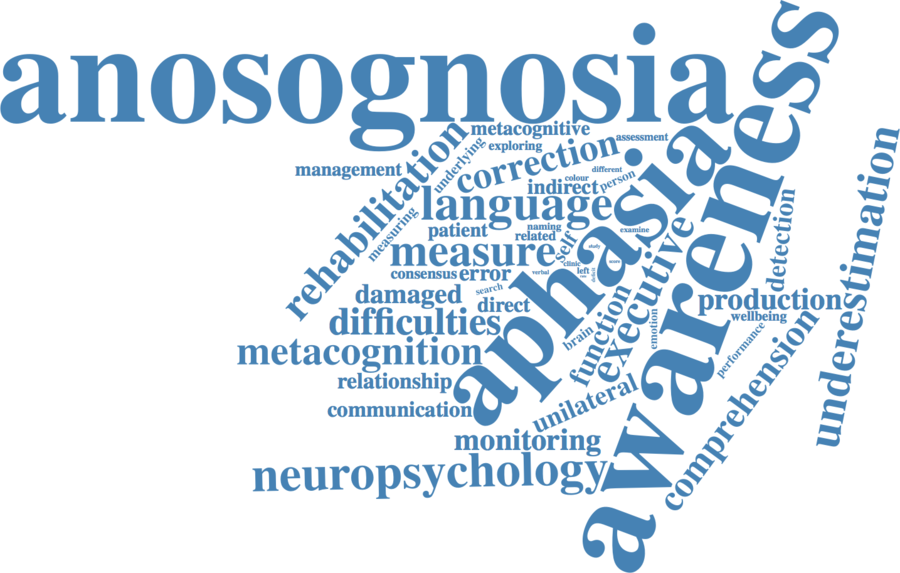 anosognosia
awareness
aphasia
metacognitive
exploring
assessment
management
rehabilitation
underlying
correction
different
colour
person
indirect
language
measuring
patient
naming
related
self
examine
study
measure
consensus
error
clinic
verbal
left
score
search
damaged
direct
difficulties
brain
function
executive
emotion
detection
production
wellbeing
performance
comprehension
underestimation
metacognition
relationship
communication
unilateral
monitoring
neuropsychology